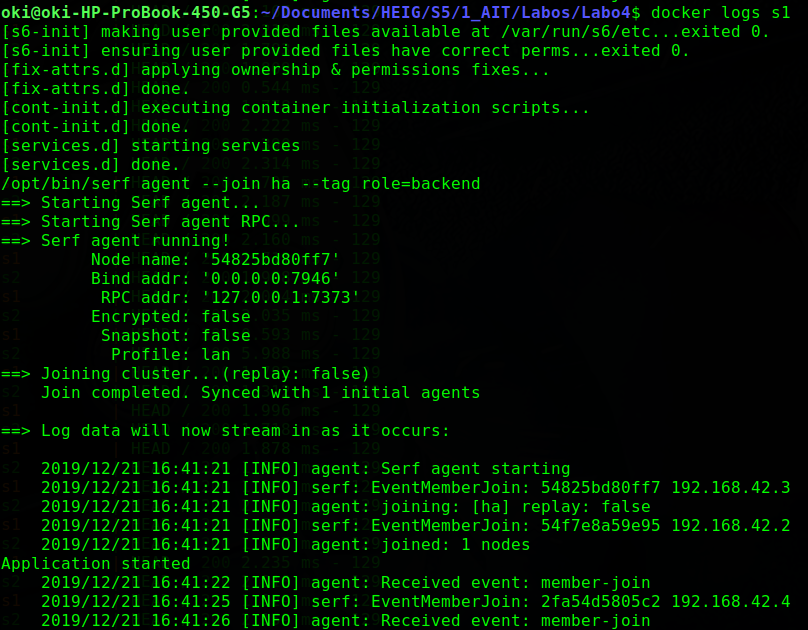 oki@oki-HP-ProBook-450-G5:~/Documents/HEIG/S5/1_AIT/Labos/Labo4$ docker logs s1
[s6-init] making user provided files available at /var/run/s6/etc...exited 0.
[s6-init] ensuring user provided files have correct perms...exited 0.
[fix-attrs.d] applying ownership & permissions fixes...
[fix-attrs.d] done.
[cont-init.d] executing container initialization scripts...
[cont-init.d] done.
[services.d] starting services
[services.d] done.
/opt/bin/serf agent --join ha --tag role=backend
==> Starting Serf agent...
==> Starting Serf agent RPC...
==> Serf agent running!
         Node name: '54825bd80ff7'
         Bind addr: '0.0.0.0:7946'
          RPC addr: '127.0.0.1:7373'
         Encrypted: false
          Snapshot: false
           Profile: lan
==> Joining cluster...(replay: false)
    Join completed. Synced with 1 initial agents
==> Log data will now stream in as it occurs:
    2019/12/21 16:41:21 [INFO] agent: Serf agent starting
    2019/12/21 16:41:21 [INFO] serf: EventMemberJoin: 54825bd80ff7 192.168.42.3
    2019/12/21 16:41:21 [INFO] agent: joining: [ha] replay: false
    2019/12/21 16:41:21 [INFO] serf: EventMemberJoin: 54f7e8a59e95 192.168.42.2
    2019/12/21 16:41:21 [INFO] agent: joined: 1 nodes
Application started
    2019/12/21 16:41:22 [INFO] agent: Received event: member-join
    2019/12/21 16:41:25 [INFO] serf: EventMemberJoin: 2fa54d5805c2 192.168.42.4
    2019/12/21 16:41:26 [INFO] agent: Received event: member-join